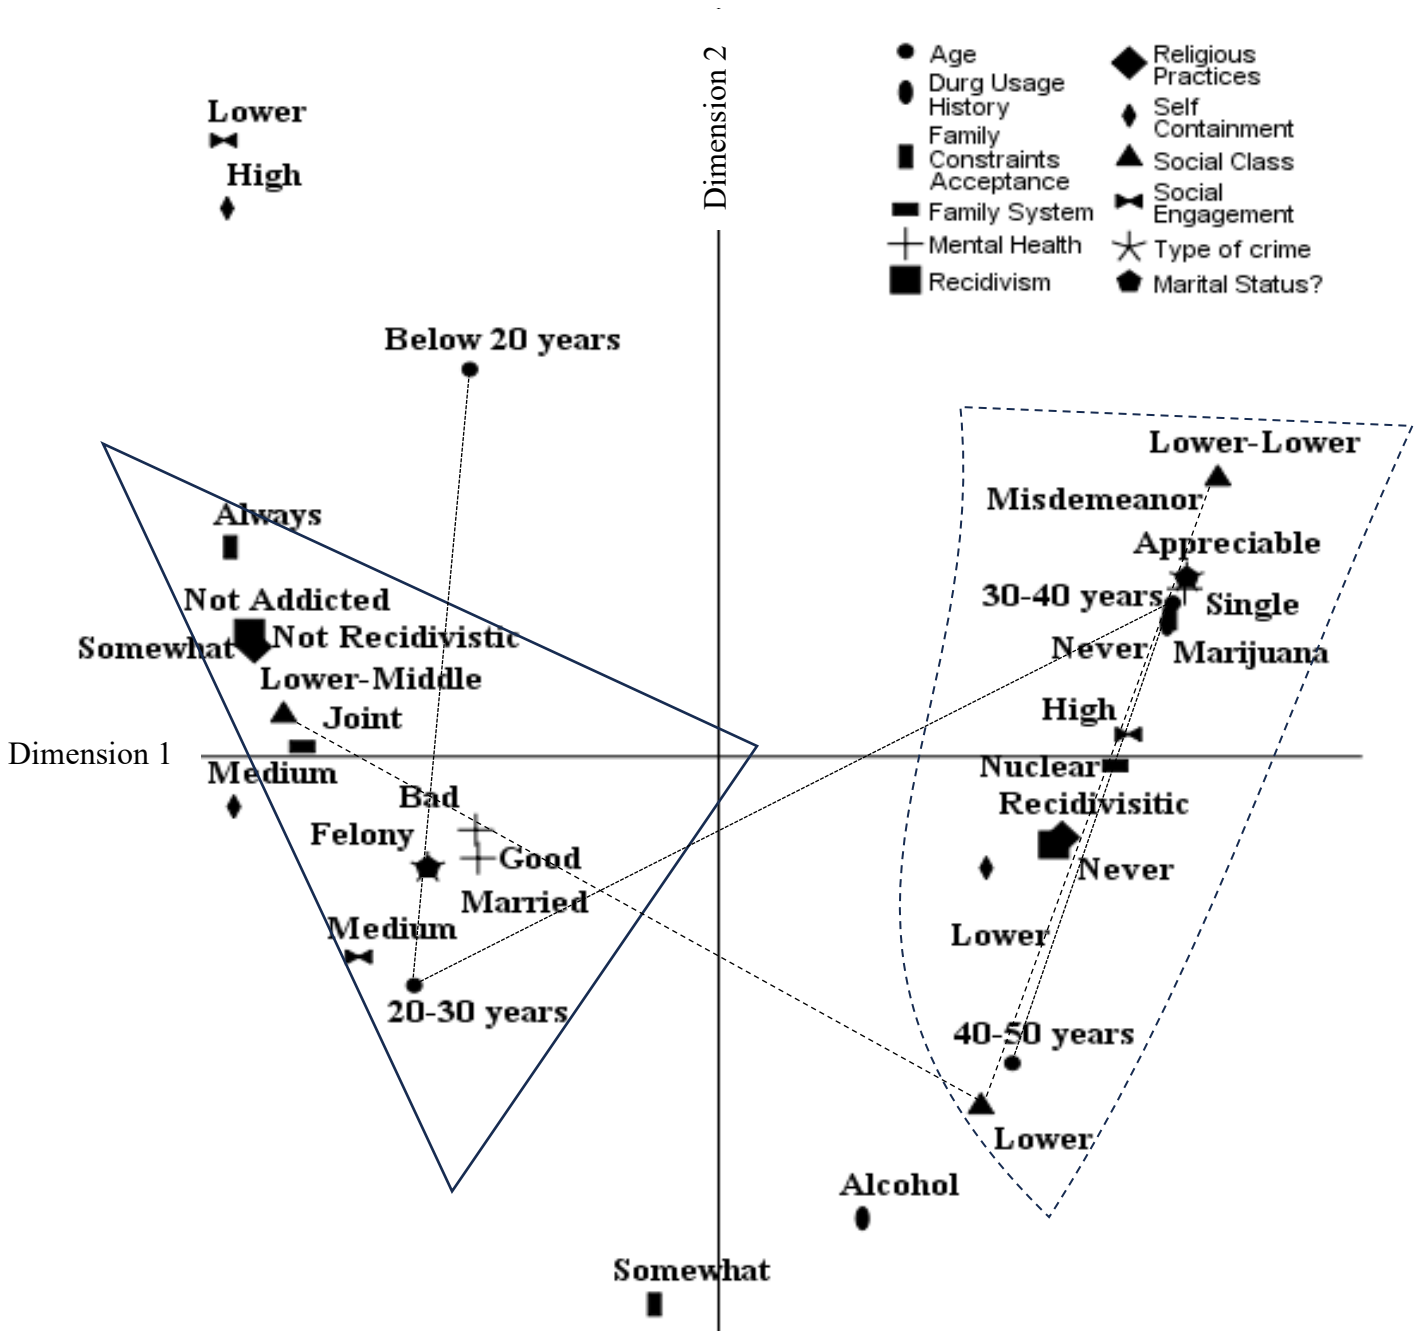 Dimension 2
Age
Durg Usage
History
Family
Constraints
Acceptance
Family System
Mental Health
Recidivism
Religious
Practices
Self
Containment
Social Class
Social
Engagement
Type of crime
Marital Status?
Lower
High
Below 20 years
Always
Not Addicted
Not Recidivistic
Somewhat
Lower-Middle
Joint
Dimension 1
Medium
Bad
Felony
Good
Married
Medium
20-30 years
Lower-Lower
Misdemeanor
Appreciable
30-40 years
Single
Never
Marijuana
High
Nuclear
Recidivisitic
Never
Lower
40-50 years
Lower
Alcohol
Somewhat